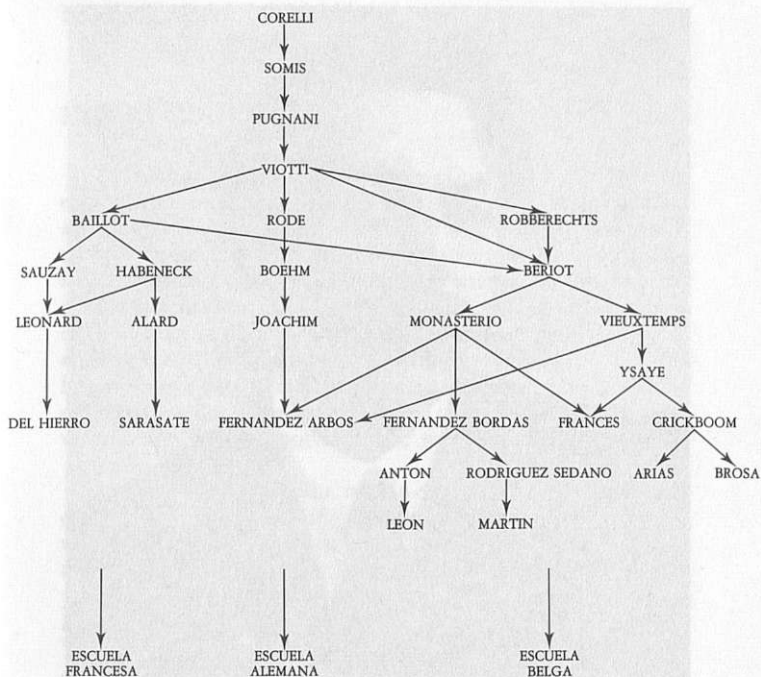 CORELLI
SOMIS
PUGNANI
VIOTTI
BAILLOT RODE ROBBERECHTS
SAUZAY HABENECK BOEHM BERIOT
LEONARD ALARD JOACHIM MONASTERIO VIEUXTEMPS
YSAYE
DEL HIERRO SARASATE FERNANDEZ ARBOS FERNANDEZ BORDAS FRANCES CRICKBOOM
ANTON RODRIGUEZ SEDANO ARIAS BROSA
LEON MARTIN
ESCUELA FRANCESA
ESCUELA ALEMANA
ESCUELA BELGA